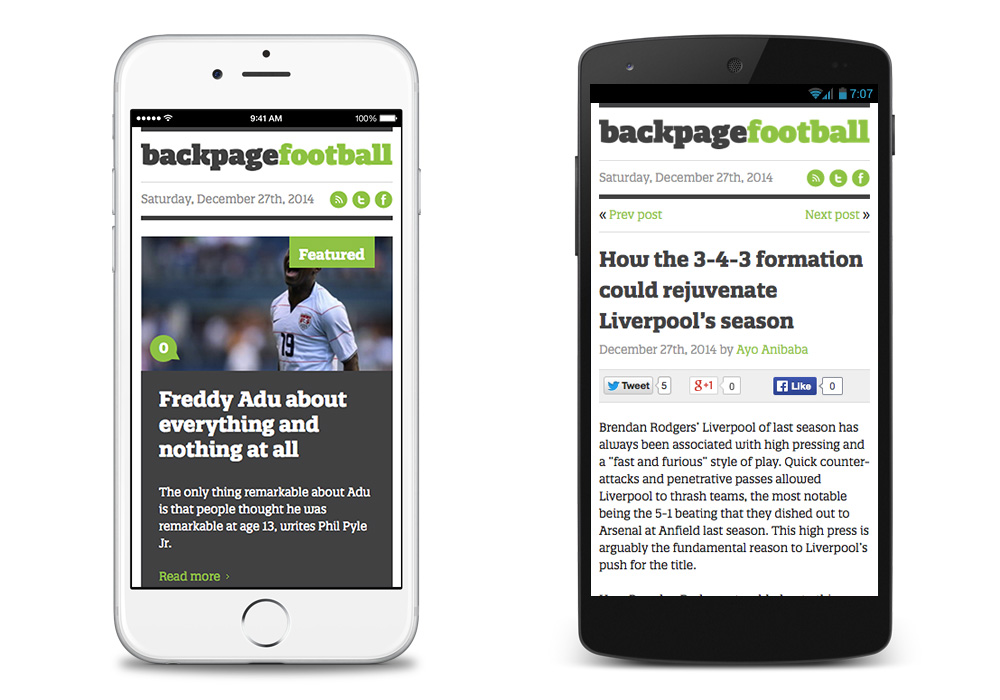 9:41 AM 100%
backpagefootball
Saturday, December 27th, 2014
Featured
19
0
Freddy Adu about
everything and
nothing at all
The only thing remarkable about Adu
is that people thought he was
remarkable at age 13, writes Phil Pyle
Jr.
Read more ›
7:07
backpagefootball
Saturday, December 27th, 2014
« Prev post Next post »
How the 3-4-3 formation
could rejuvenate
Liverpool's season
December 27th, 2014 by Ayo Anibaba
Tweet 5 g+1 0 Like 0
Brendan Rodgers' Liverpool of last season has
always been associated with high pressing and
a "fast and furious" style of play. Quick counter-
attacks and penetrative passes allowed
Liverpool to thrash teams, the most notable
being the 5-1 beating that they dished out to
Arsenal at Anfield last season. This high press is
arguably the fundamental reason to Liverpool's
push for the title.